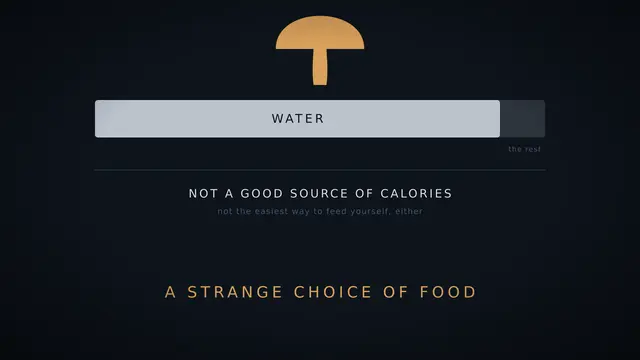 WATER
the rest
NOT A GOOD SOURCE OF CALORIES
not the easiest way to feed yourself, either
A STRANGE CHOICE OF FOOD